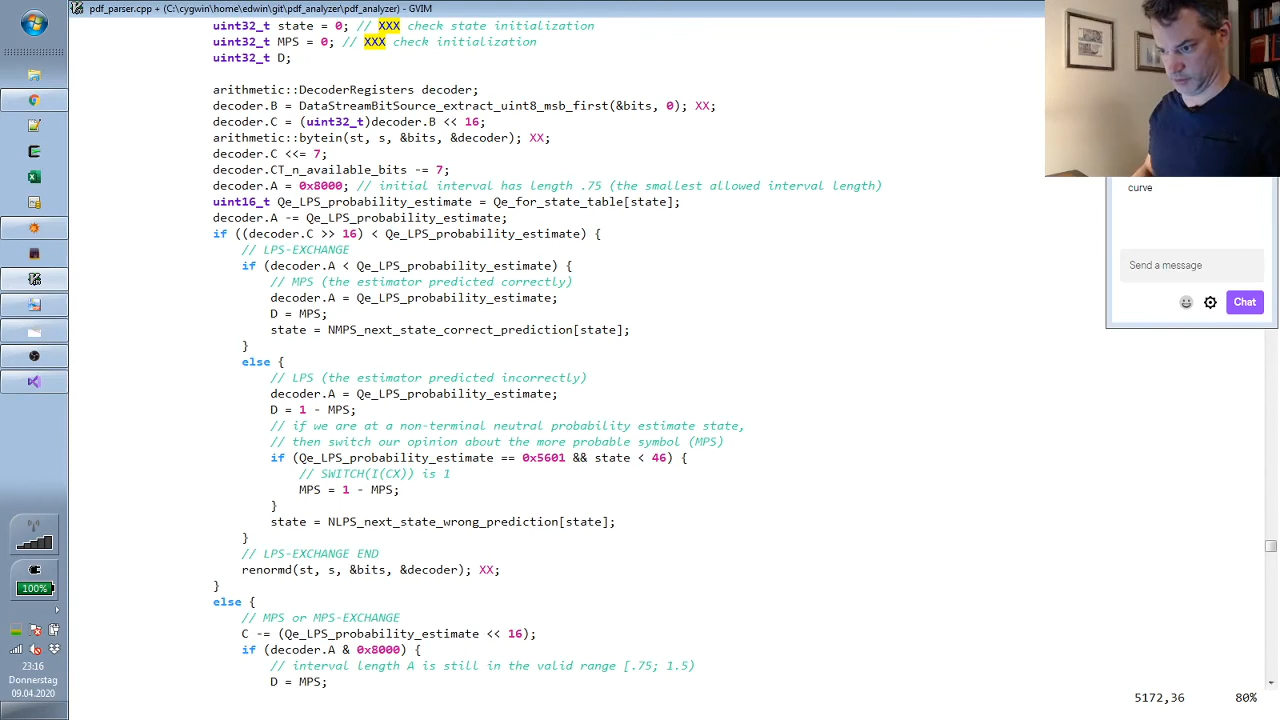 pdf_parser.cpp + (C:\cygwin\home\edwin\git\pdf_analyzer\pdf_analyzer) - GVIM
uint32_t state = 0; // XXX check state initialization
uint32_t MPS = 0; // XXX check initialization
uint32_t D;
arithmetic::DecoderRegisters decoder;
decoder.B = DataStreamBitSource_extract_uint8_msb_first(&bits, 0); XX;
decoder.C = (uint32_t)decoder.B << 16;
arithmetic::bytein(st, s, &bits, &decoder); XX;
decoder.C <<= 7;
decoder.CT_n_available_bits -= 7;
decoder.A = 0x8000; // initial interval has length .75 (the smallest allowed interval length)
uint16_t Qe_LPS_probability_estimate = Qe_for_state_table[state];
decoder.A -= Qe_LPS_probability_estimate;
if ((decoder.C >> 16) < Qe_LPS_probability_estimate) {
// LPS-EXCHANGE
if (decoder.A < Qe_LPS_probability_estimate) {
// MPS (the estimator predicted correctly)
decoder.A = Qe_LPS_probability_estimate;
D = MPS;
state = NMPS_next_state_correct_prediction[state];
}
else {
// LPS (the estimator predicted incorrectly)
decoder.A = Qe_LPS_probability_estimate;
D = 1 - MPS;
// if we are at a non-terminal neutral probability estimate state,
// then switch our opinion about the more probable symbol (MPS)
if (Qe_LPS_probability_estimate == 0x5601 && state < 46) {
// SWITCH(I(CX)) is 1
MPS = 1 - MPS;
}
state = NLPS_next_state_wrong_prediction[state];
}
// LPS-EXCHANGE END
renormd(st, s, &bits, &decoder); XX;
}
else {
// MPS or MPS-EXCHANGE
C -= (Qe_LPS_probability_estimate << 16);
if (decoder.A & 0x8000) {
// interval length A is still in the valid range [.75; 1.5)
D = MPS;
5172,36 80%
curve
Send a message
Chat
100%
23:16
Donnerstag
09.04.2020